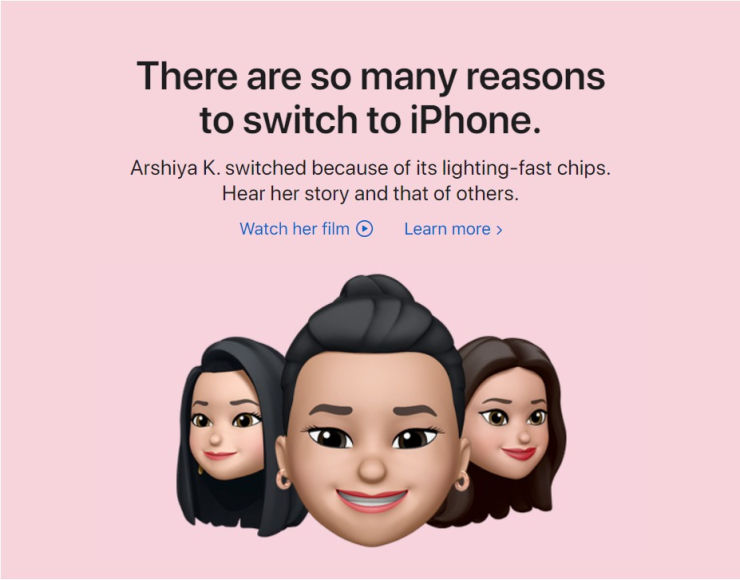 There are so many reasons
to switch to iPhone.
Arshiya K. switched because of its lighting-fast chips.
Hear her story and that of others.
Watch her film
Learn more >